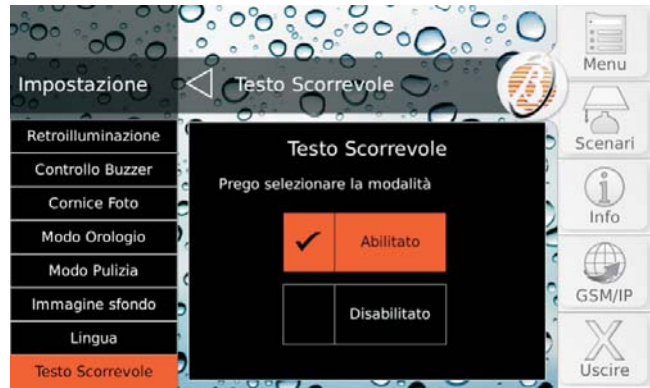 Impostazione
Testo Scorrevole
Retroilluminazione
Controllo Buzzer
Cornice Foto
Modo Orologio
Modo Pulizia
Immagine sfondo
Lingua
Testo Scorrevole
Testo Scorrevole
Prego selezionare la modalità
Abilitato
Disabilitato
Menu
Scenari
Info
GSM/IP
Uscire